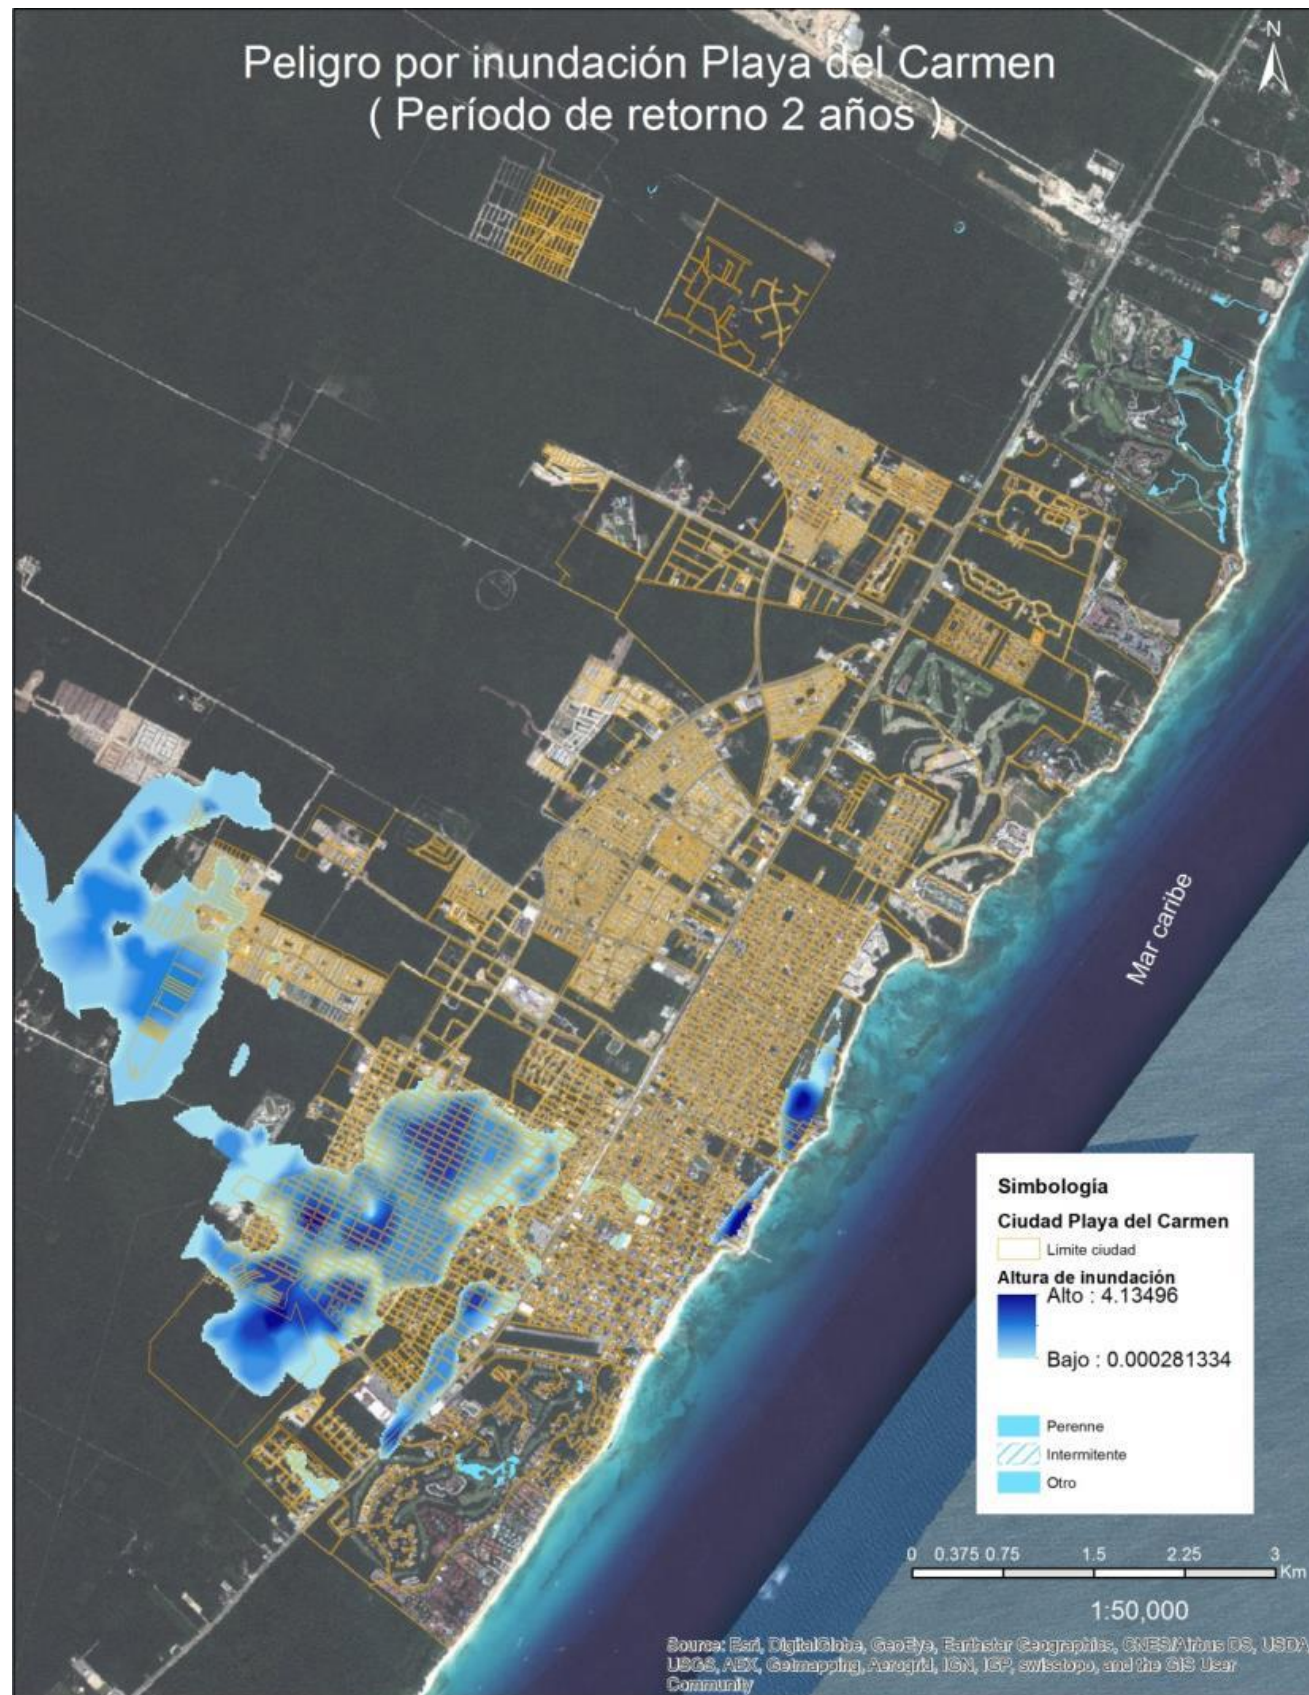 Peligro por inundación Playa del Carmen
( Período de retorno 2 años )
N
Mar caribe
Simbología
Ciudad Playa del Carmen
Limite ciudad
Altura de inundación
Alto : 4.13496
Bajo : 0.000281334
Perenne
Intermitente
Otro
0 0.375 0.75 1.5 2.25 3
Km
1:50,000
Source: Esri, DigitalGlobe, GeoEye, Earthstar Geographics, CNES/Airbus DS, USDA,
USGS, AEX, Getmapping, Aerogrid, IGN, IGP, swisstopo, and the GIS User
Community